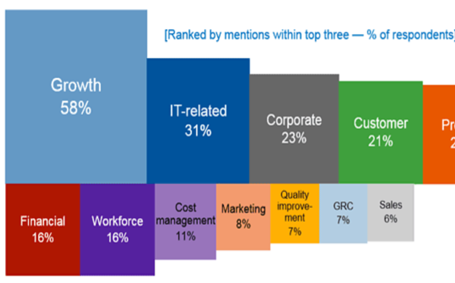 [Ranked by mentions within top three — % of respondents]
Growth
58%
IT-related
31%
Corporate
23%
Customer
21%
Financial
16%
Workforce
16%
Cost
management
11%
Marketing
8%
Quality
improve-
ment
7%
GRC
7%
Sales
6%